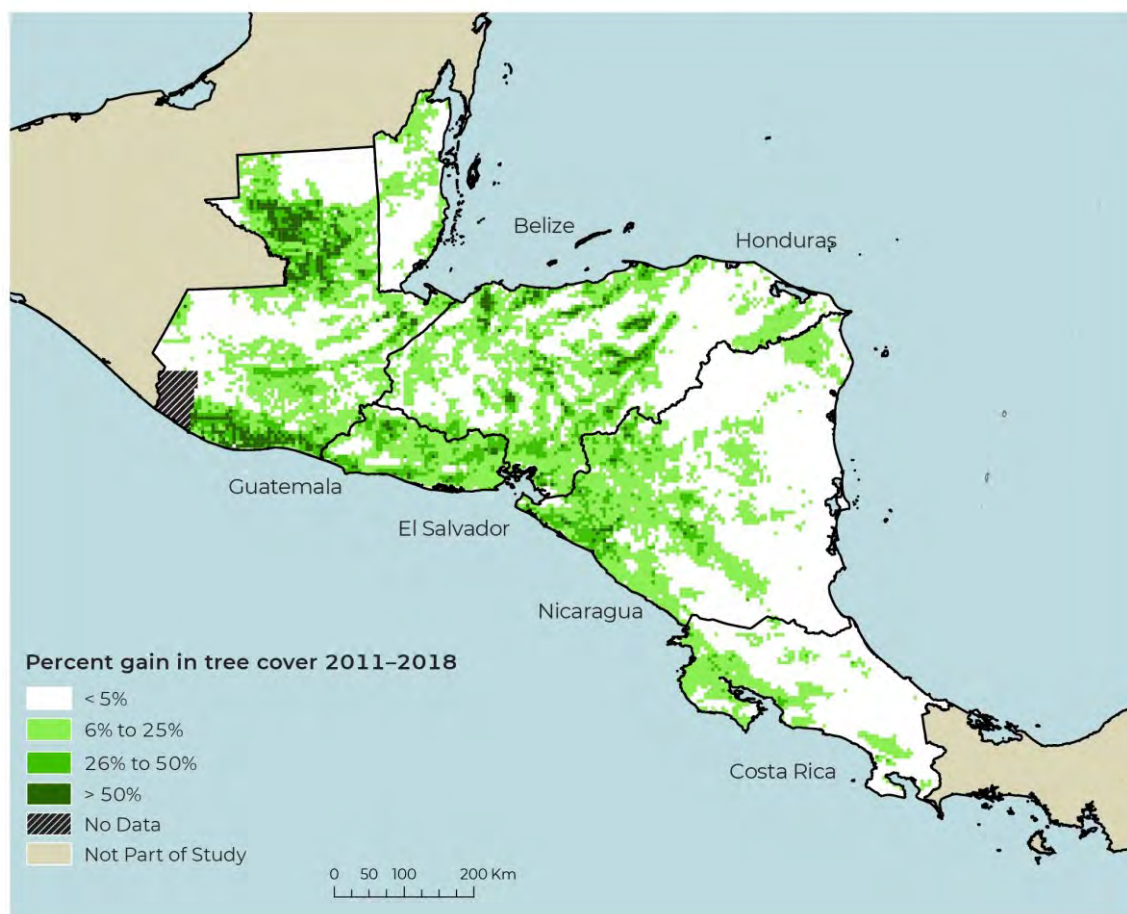 Belize
Honduras
Guatemala
El Salvador
Nicaragua
Costa Rica
Percent gain in tree cover 2011–2018
< 5%
6% to 25%
26% to 50%
> 50%
No Data
Not Part of Study
0 50 100 200 Km